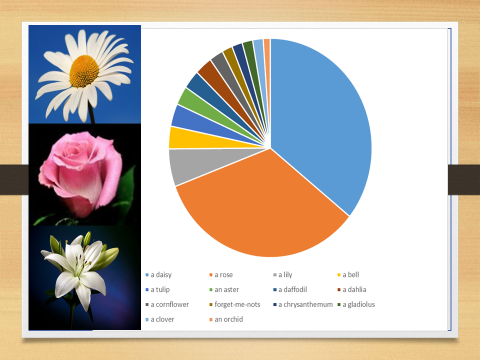 a daisy a rose a lily a bell
a tulip an aster a daffodil a dahlia
a cornflower forget-me-nots a chrysanthemum a gladiolus
a clover an orchid